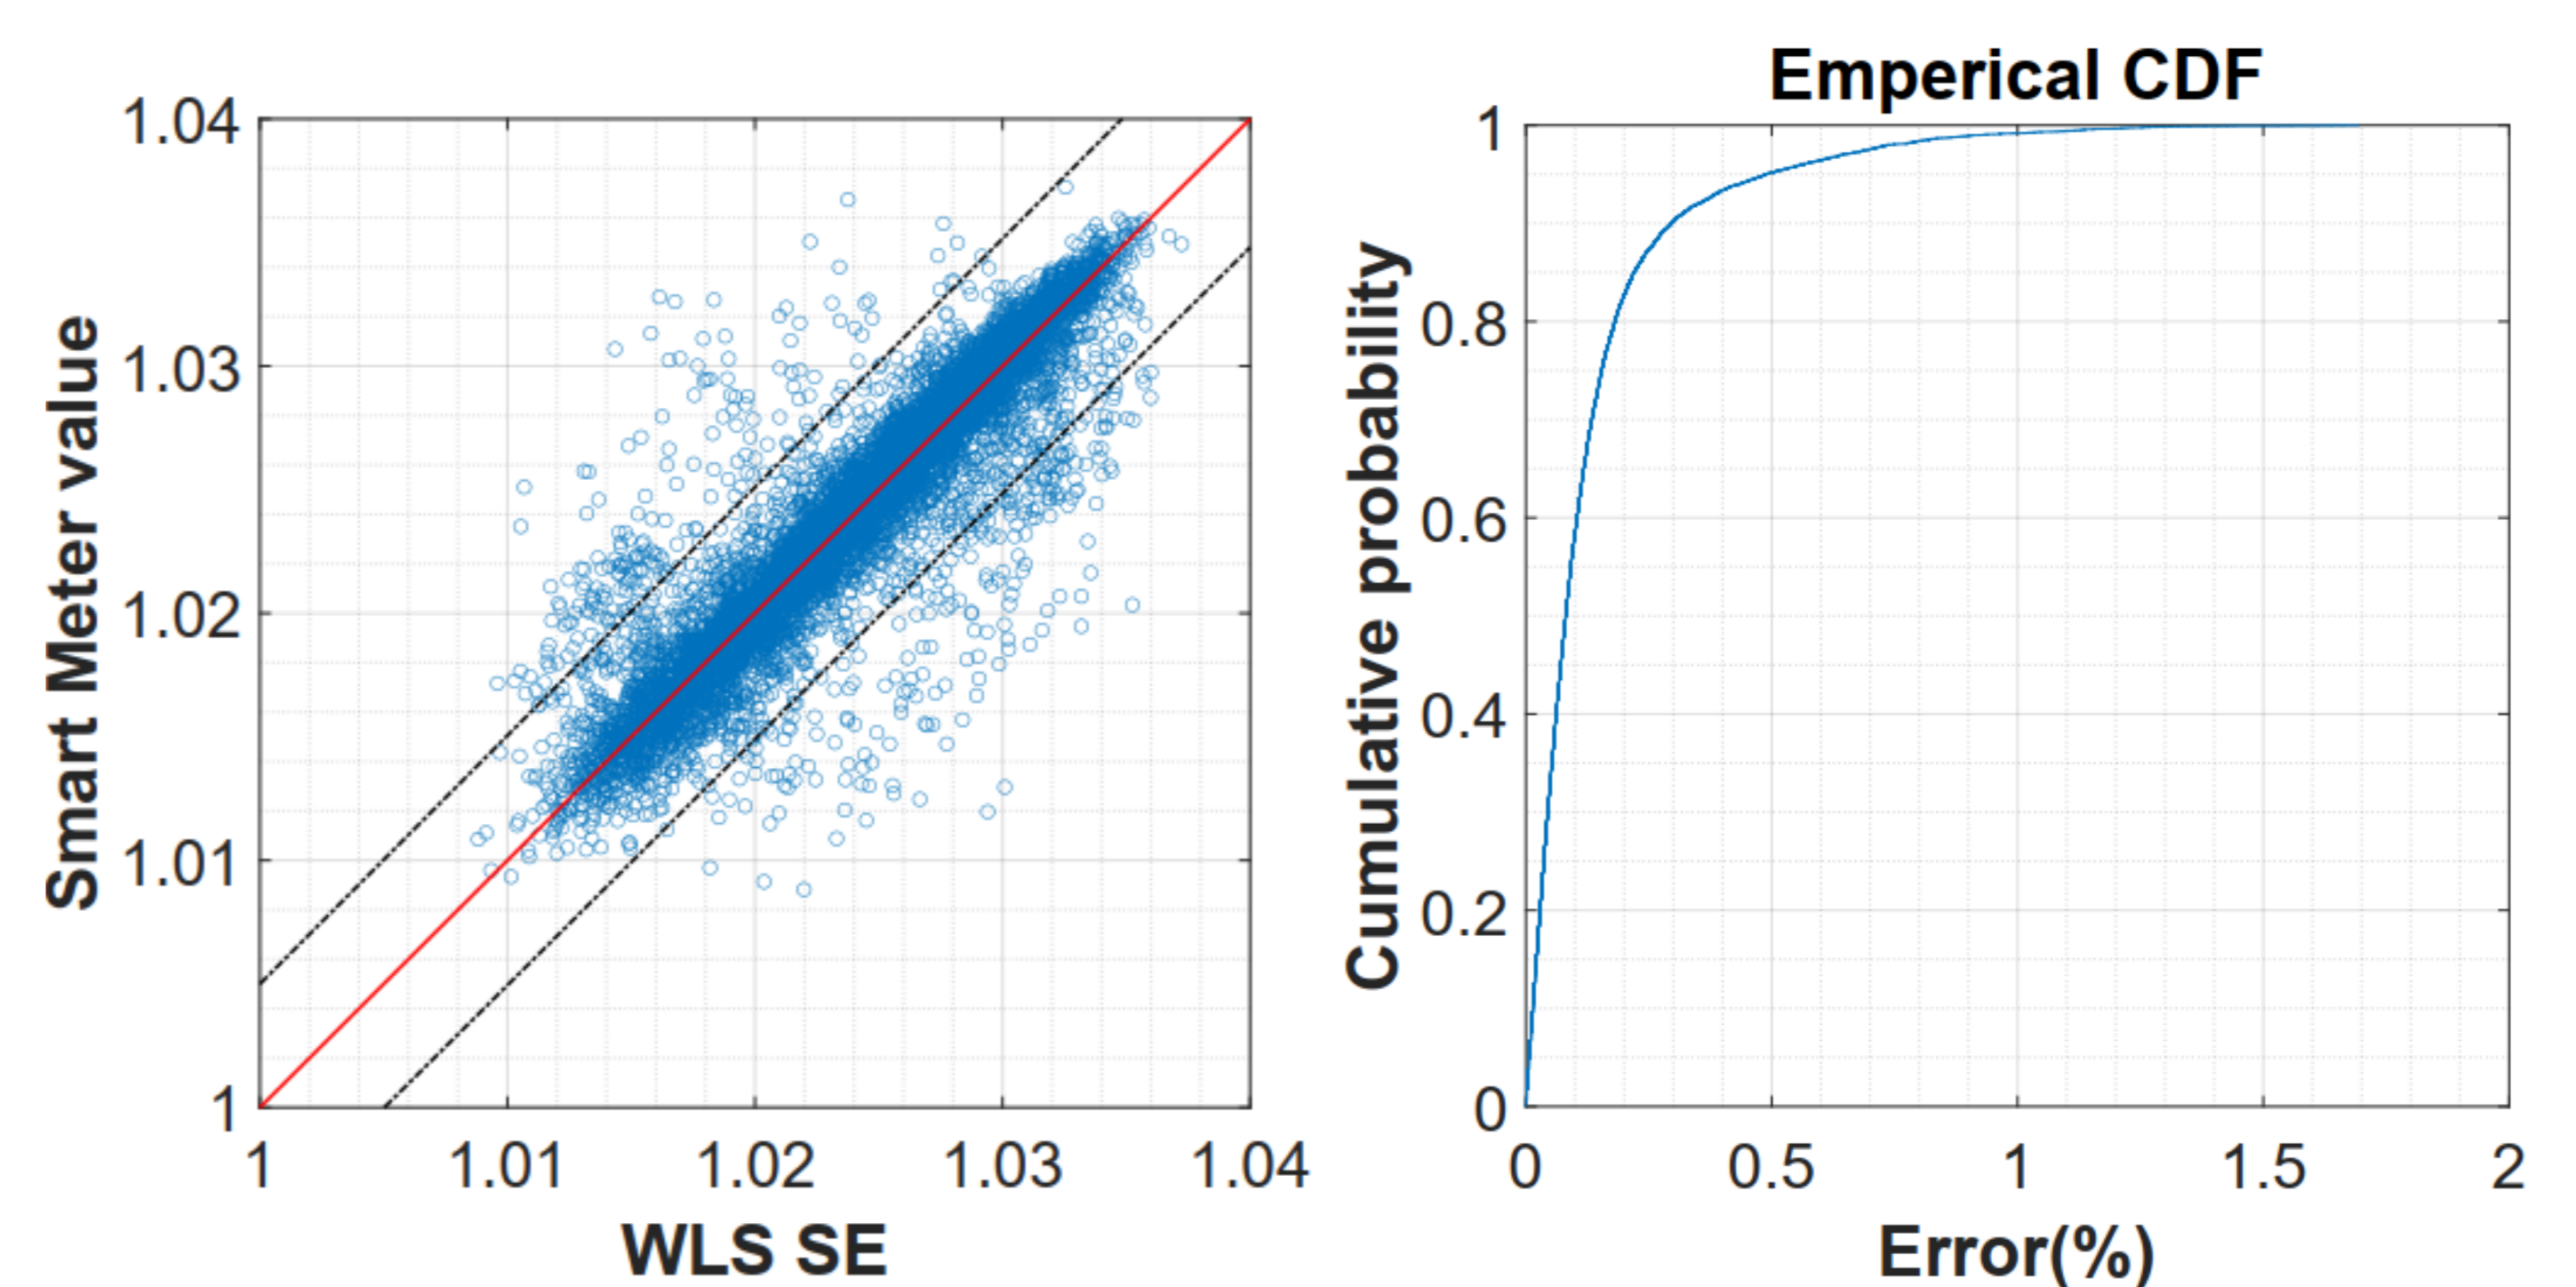 Smart Meter value
1.04
1.03
1.02
1.01
1
1 1.01 1.02 1.03 1.04
WLS SE
Emperical CDF
Cumulative probability
1
0.8
0.6
0.4
0.2
0
0 0.5 1 1.5 2
Error(%)